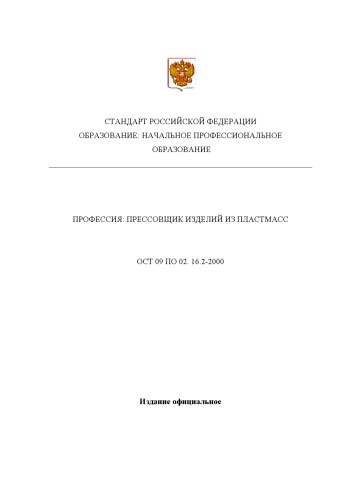 СТАНДАРТ РОССИЙСКОЙ ФЕДЕРАЦИИ
ОБРАЗОВАНИЕ: НАЧАЛЬНОЕ ПРОФЕССИОНАЛЬНОЕ
ОБРАЗОВАНИЕ
ПРОФЕССИЯ: ПРЕССОВЩИК ИЗДЕЛИЙ ИЗ ПЛАСТМАСС
ОСТ 09 ПО 02. 16.2-2000
Издание официальное